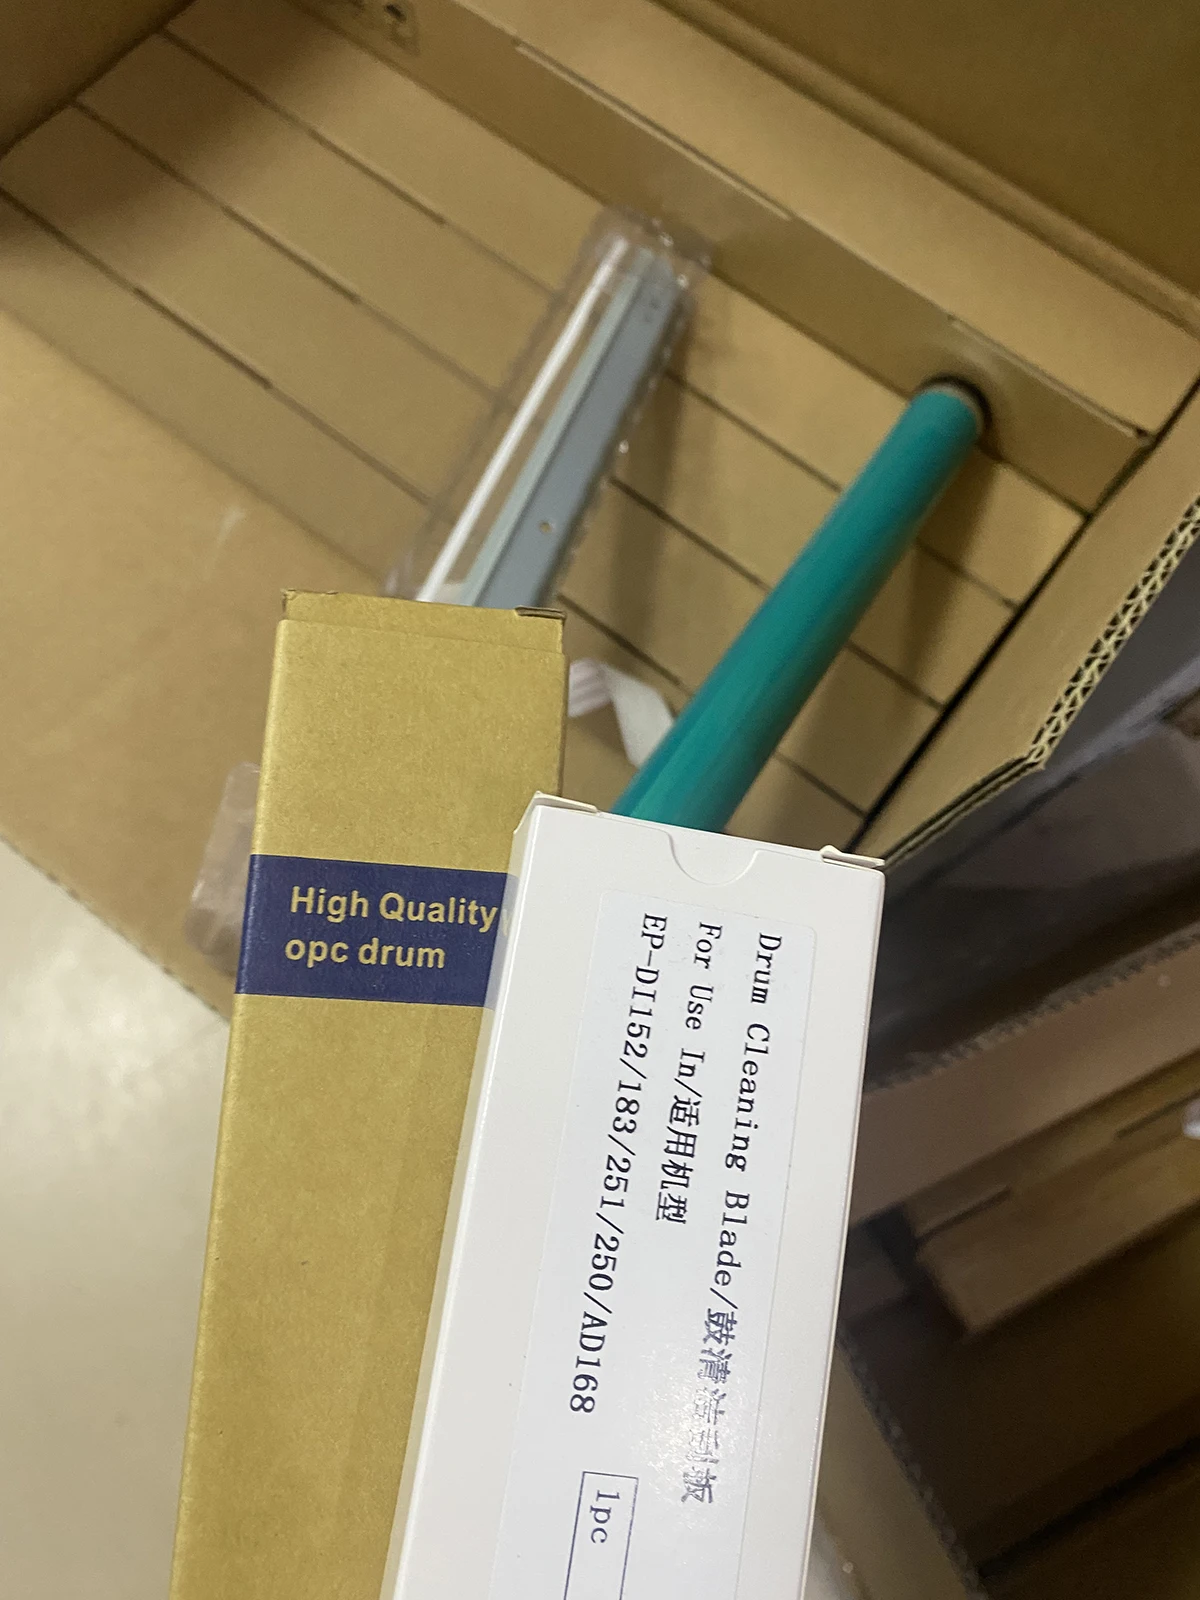 High Quality
opc drum
Drum Cleaning Blade/鼓清洁刮板
For Use In/适用机型
EP-DI152/183/251/250/AD168
1pc